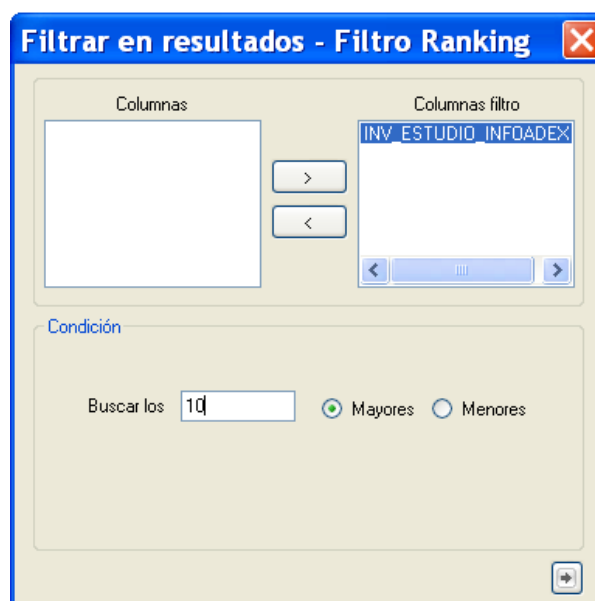 Filtrar en resultados - Filtro Ranking
Columnas
Columnas filtro
INV_ESTUDIO_INFOADEX
>
<
Condición
Buscar los 10 Mayores Menores